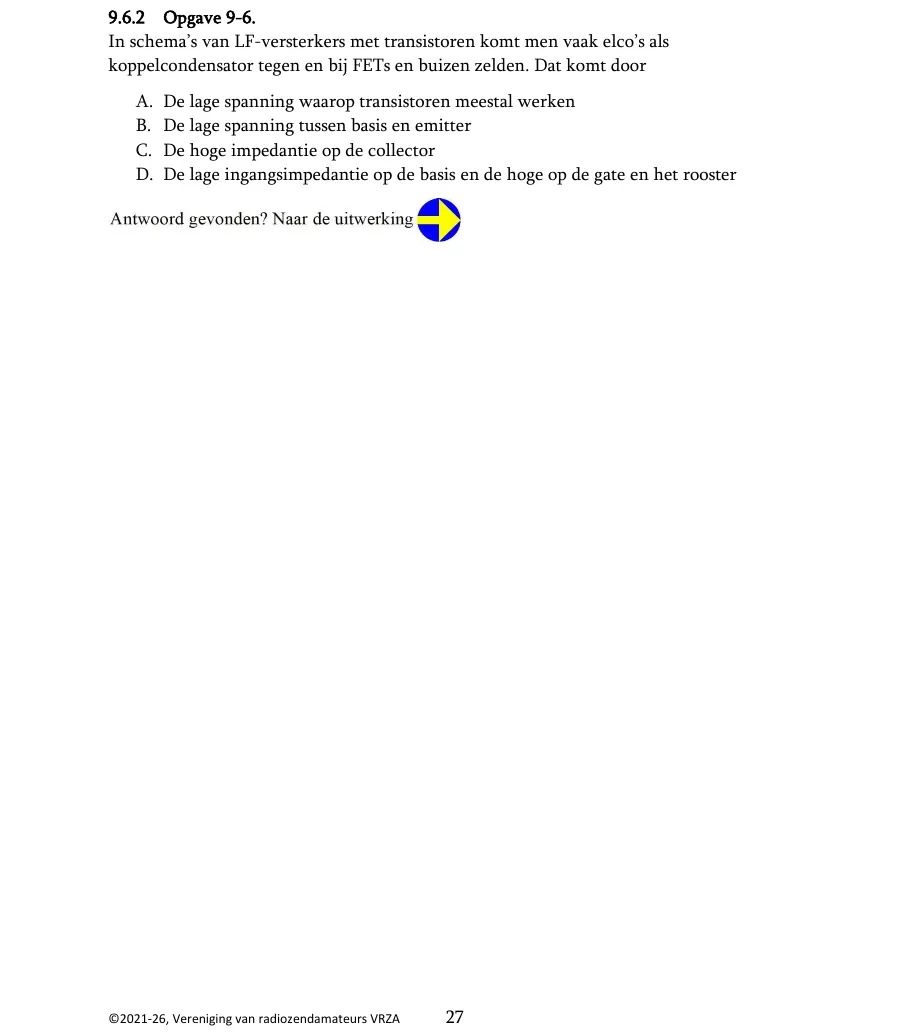 9.6.2 Opgave 9-6.
In schema's van LF-versterkers met transistoren komt men vaak elco's als
koppelcondensator tegen en bij FETs en buizen zelden. Dat komt door
A. De lage spanning waarop transistoren meestal werken
B. De lage spanning tussen basis en emitter
C. De hoge impedantie op de collector
D. De lage ingangsimpedantie op de basis en de hoge op de gate en het rooster
Antwoord gevonden? Naar de uitwerking
©2021-26, Vereniging van radiozendamateurs VRZA 27